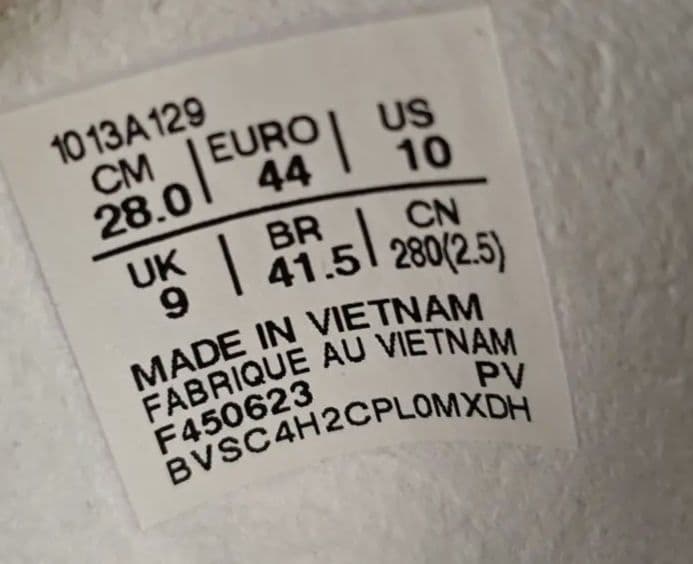 1013A129
CM | EURO | US
28.0 | 44 | 10
UK | BR | CN
9 | 41.5 | 280(2.5)
MADE IN VIETNAM
FABRIQUE AU VIETNAM
F450623 PV
BVSC4H2CPL0MXDH